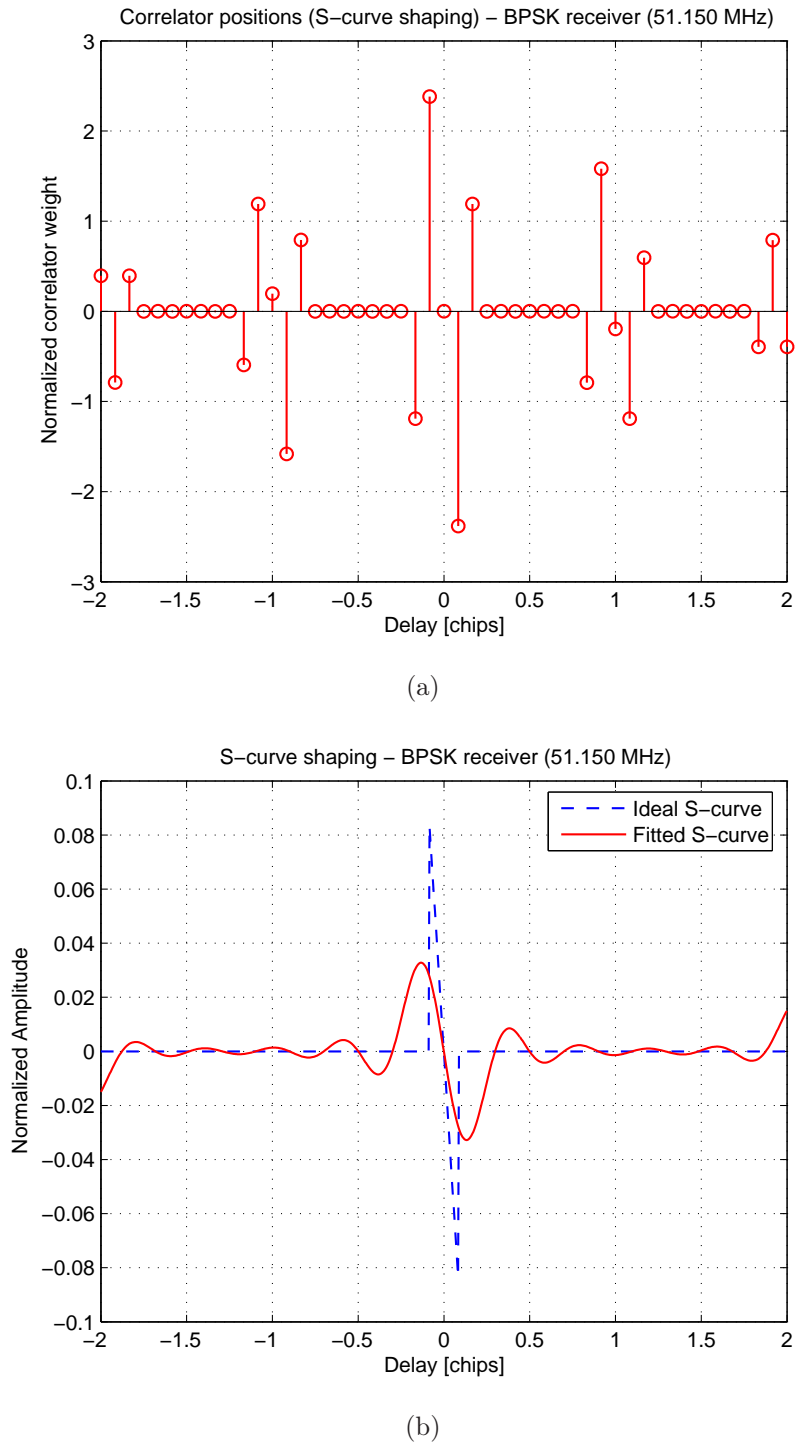 Correlator positions (S−curve shaping) − BPSK receiver (51.150 MHz)
3
2
1
0
−1
−2
−3
Normalized correlator weight
−2 −1.5 −1 −0.5 0 0.5 1 1.5 2
Delay [chips]
(a)
S−curve shaping − BPSK receiver (51.150 MHz)
0.1
0.08
0.06
0.04
0.02
0
−0.02
−0.04
−0.06
−0.08
−0.1
Normalized Amplitude
Ideal S−curve
Fitted S−curve
−2 −1.5 −1 −0.5 0 0.5 1 1.5 2
Delay [chips]
(b)